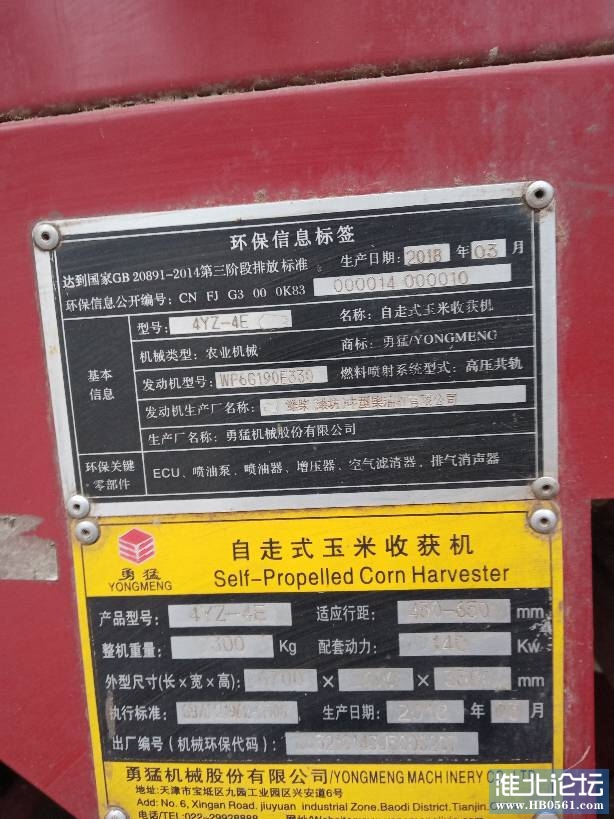 环保信息标签
达到国家GB 20891-2014第三阶段排放标准 生产日期: 2018 年 03 月
环保信息公开编号: CN FJ G3 00 0K83 000014 000010
基本信息
型号: 4YZ-4E 名称: 自走式玉米收获机
机械类型: 农业机械 商标: 勇猛/YONGMENG
发动机型号: WP6G190E330 燃料喷射系统型式: 高压共轨
发动机生产厂名称:
生产厂名称: 勇猛机械股份有限公司
环保关键零部件
ECU、喷油泵、喷油器、增压器、空气滤清器、排气消声器
勇猛
YONGMENG
自走式玉米收获机
Self-Propelled Corn Harvester
产品型号: 4YZ-4E 适应行距: 450-650 mm
整机重量: Kg 配套动力: 140 Kw
外型尺寸(长×宽×高): × × mm
执行标准: 生产日期: 2018 年 03 月
出厂编号(机械环保代码):
勇猛机械股份有限公司/YONGMENG MACHINERY CO.,LTD
地址:天津市宝坻区九园工业园区兴安道6号
Add: No.6, Xingan Road. jiuyuan industrial Zone.Baodi District.Tianjin
电话/TEL:022-29928888
淮北论坛
WWW.HB0561.COM